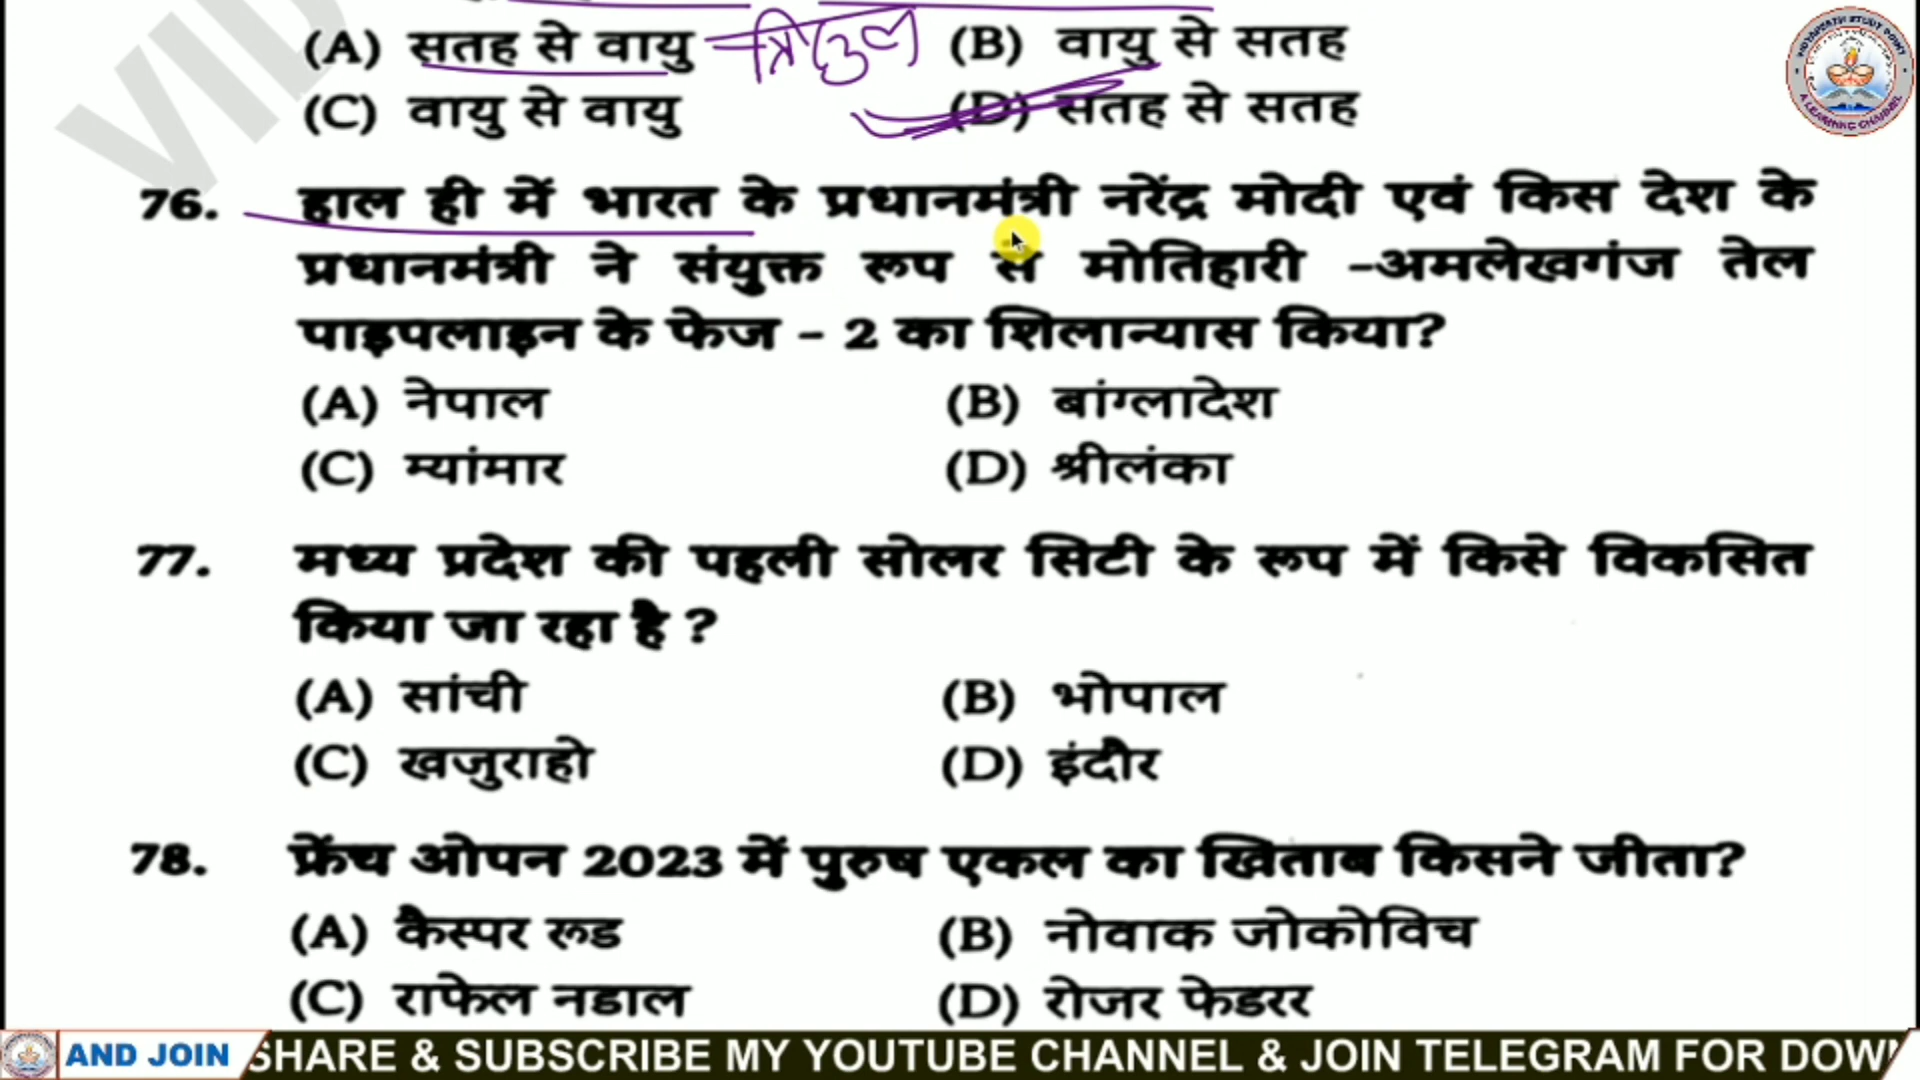 (A) सतह से वायु त्रिशुल (B) वायु से सतह
(C) वायु से वायु (D) सतह से सतह
76. हाल ही में भारत के प्रधानमंत्री नरेंद्र मोदी एवं किस देश के
प्रधानमंत्री ने संयुक्त रूप से मोतिहारी -अमलेखगंज तेल
पाइपलाइन के फेज - 2 का शिलान्यास किया?
(A) नेपाल (B) बांग्लादेश
(C) म्यांमार (D) श्रीलंका
77. मध्य प्रदेश की पहली सोलर सिटी के रूप में किसे विकसित
किया जा रहा है ?
(A) सांची (B) भोपाल
(C) खजुराहो (D) इंदौर
78. फ्रेंच ओपन 2023 में पुरुष एकल का खिताब किसने जीता?
(A) कैस्पर रूड (B) नोवाक जोकोविच
(C) राफेल नडाल (D) रोजर फेडरर
AND JOIN SHARE & SUBSCRIBE MY YOUTUBE CHANNEL & JOIN TELEGRAM FOR DOW